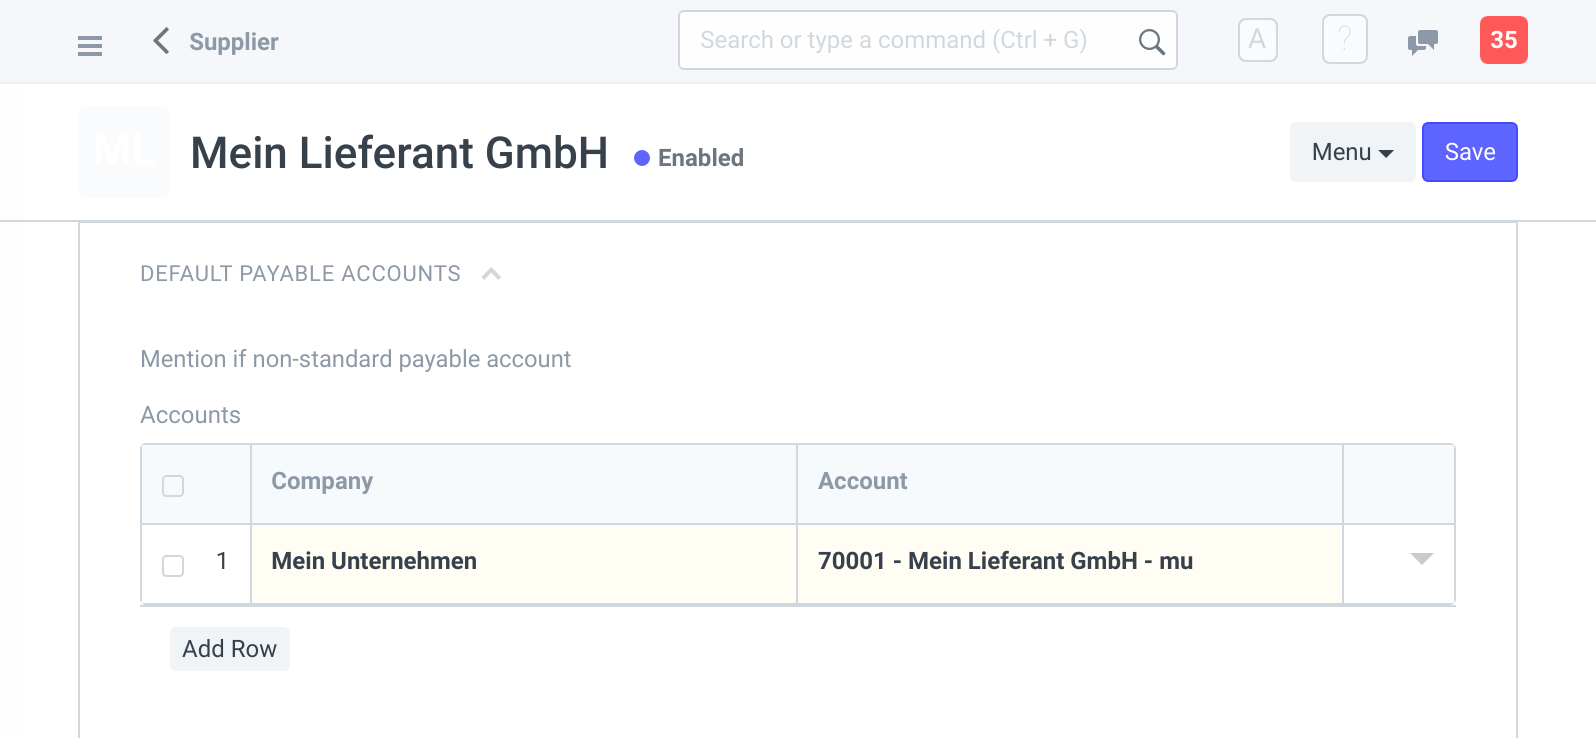 Supplier
Search or type a command (Ctrl + G)
A
?
35
ML
Mein Lieferant GmbH
Enabled
Menu
Save
DEFAULT PAYABLE ACCOUNTS
Mention if non-standard payable account
Accounts
Company Account
1 Mein Unternehmen 70001 - Mein Lieferant GmbH - mu
Add Row